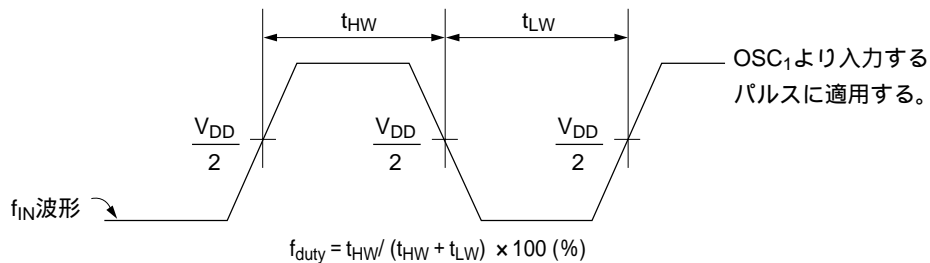 tHW
tLW
OSC1より入力する
パルスに適用する。
VDD
2
VDD
2
VDD
2
fIN波形
fduty = tHW/ (tHW + tLW) × 100 (%)